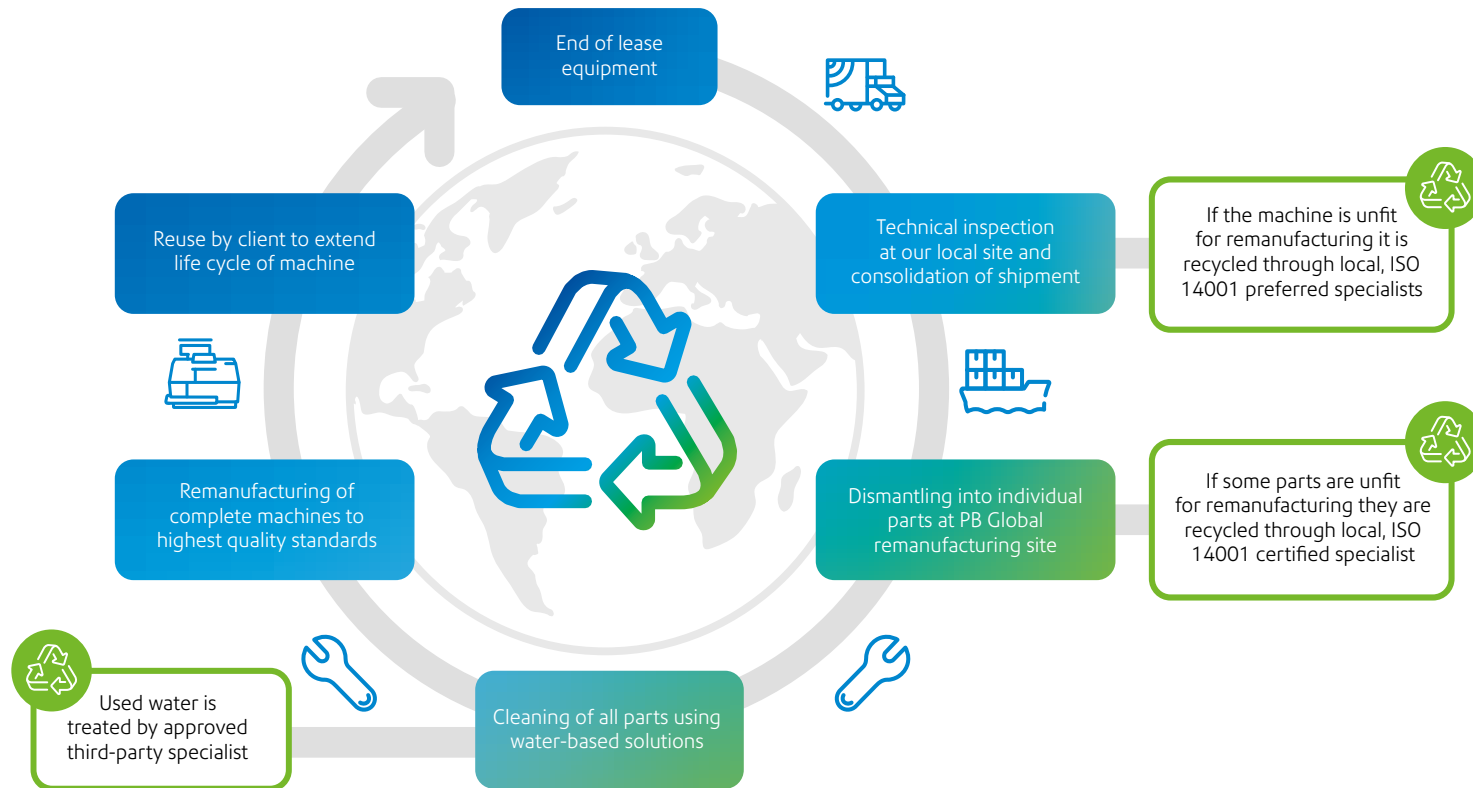 End of lease
equipment
Technical inspection
at our local site and
consolidation of shipment
If the machine is unfit
for remanufacturing it is
recycled through local, ISO
14001 preferred specialists
Dismantling into individual
parts at PB Global
remanufacturing site
If some parts are unfit
for remanufacturing they are
recycled through local, ISO
14001 certified specialist
Cleaning of all parts using
water-based solutions
Used water is
treated by approved
third-party specialist
Remanufacturing of
complete machines to
highest quality standards
Reuse by client to extend
life cycle of machine